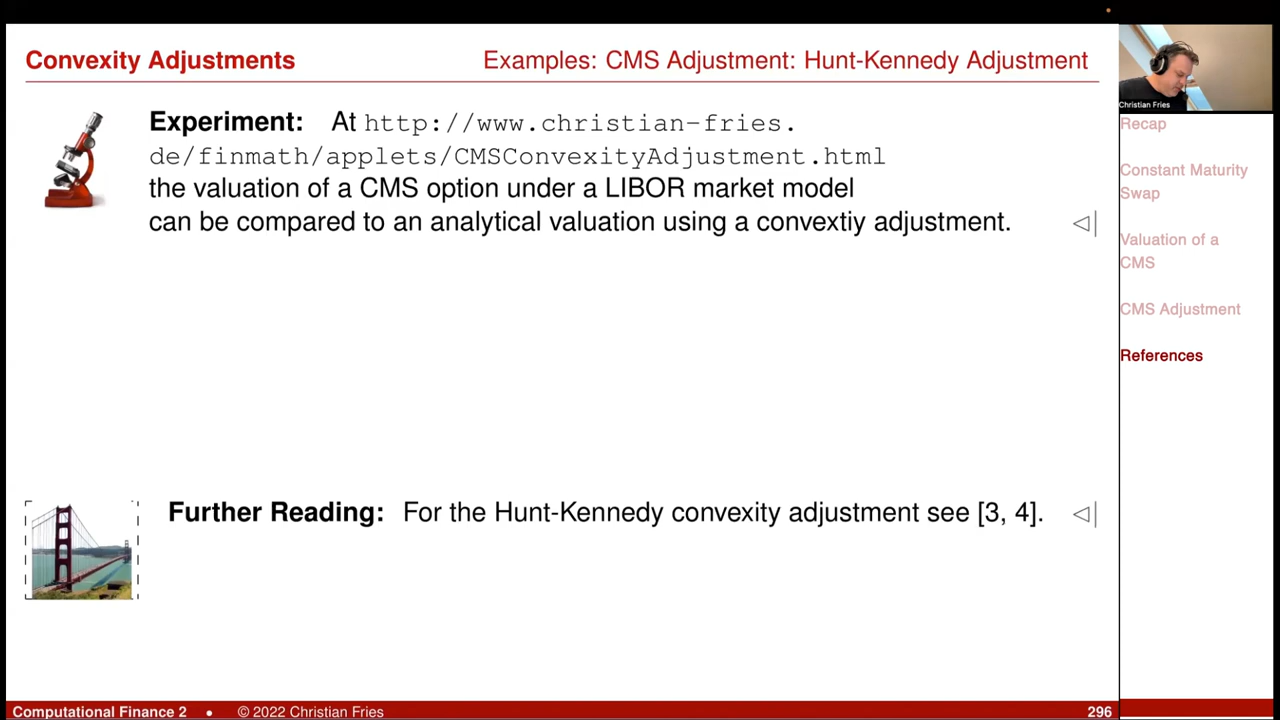 Convexity Adjustments
Examples: CMS Adjustment: Hunt-Kennedy Adjustment
Experiment: At http://www.christian-fries.
de/finmath/applets/CMSConvexityAdjustment.html
the valuation of a CMS option under a LIBOR market model
can be compared to an analytical valuation using a convextiy adjustment.
Further Reading: For the Hunt-Kennedy convexity adjustment see [3, 4].
Computational Finance 2 • © 2022 Christian Fries
296
Christian Fries
Recap
Constant Maturity
Swap
Valuation of a
CMS
CMS Adjustment
References